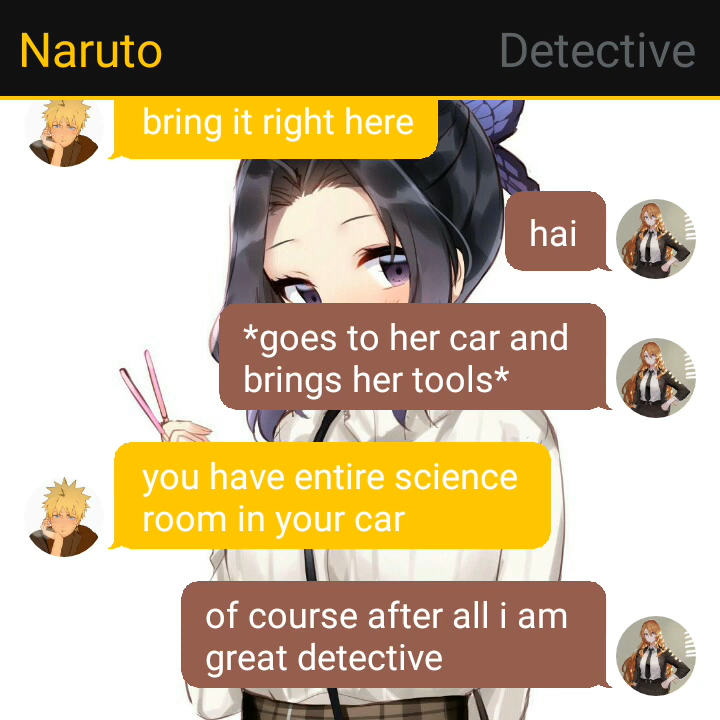 Naruto
Detective
bring it right here
hai
*goes to her car and
brings her tools*
you have entire science
room in your car
of course after all i am
great detective